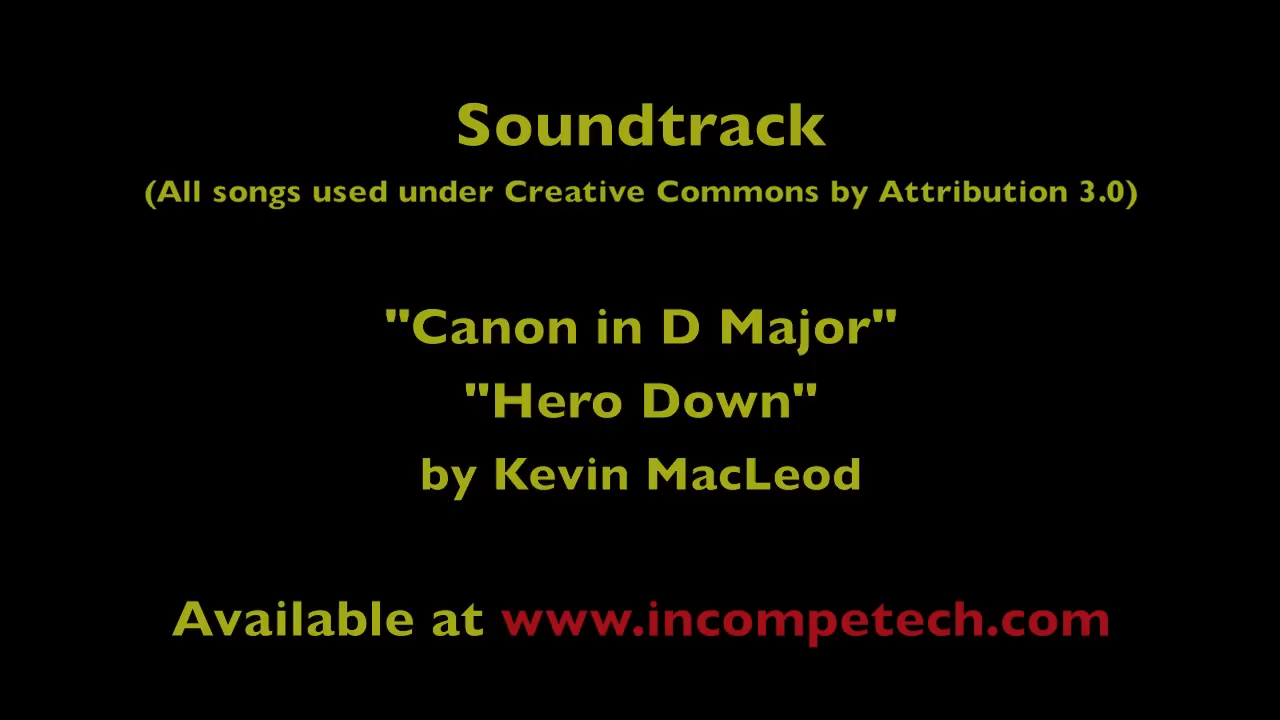 Soundtrack
(All songs used under Creative Commons by Attribution 3.0)
"Canon in D Major"
"Hero Down"
by Kevin MacLeod
Available at www.incompetech.com